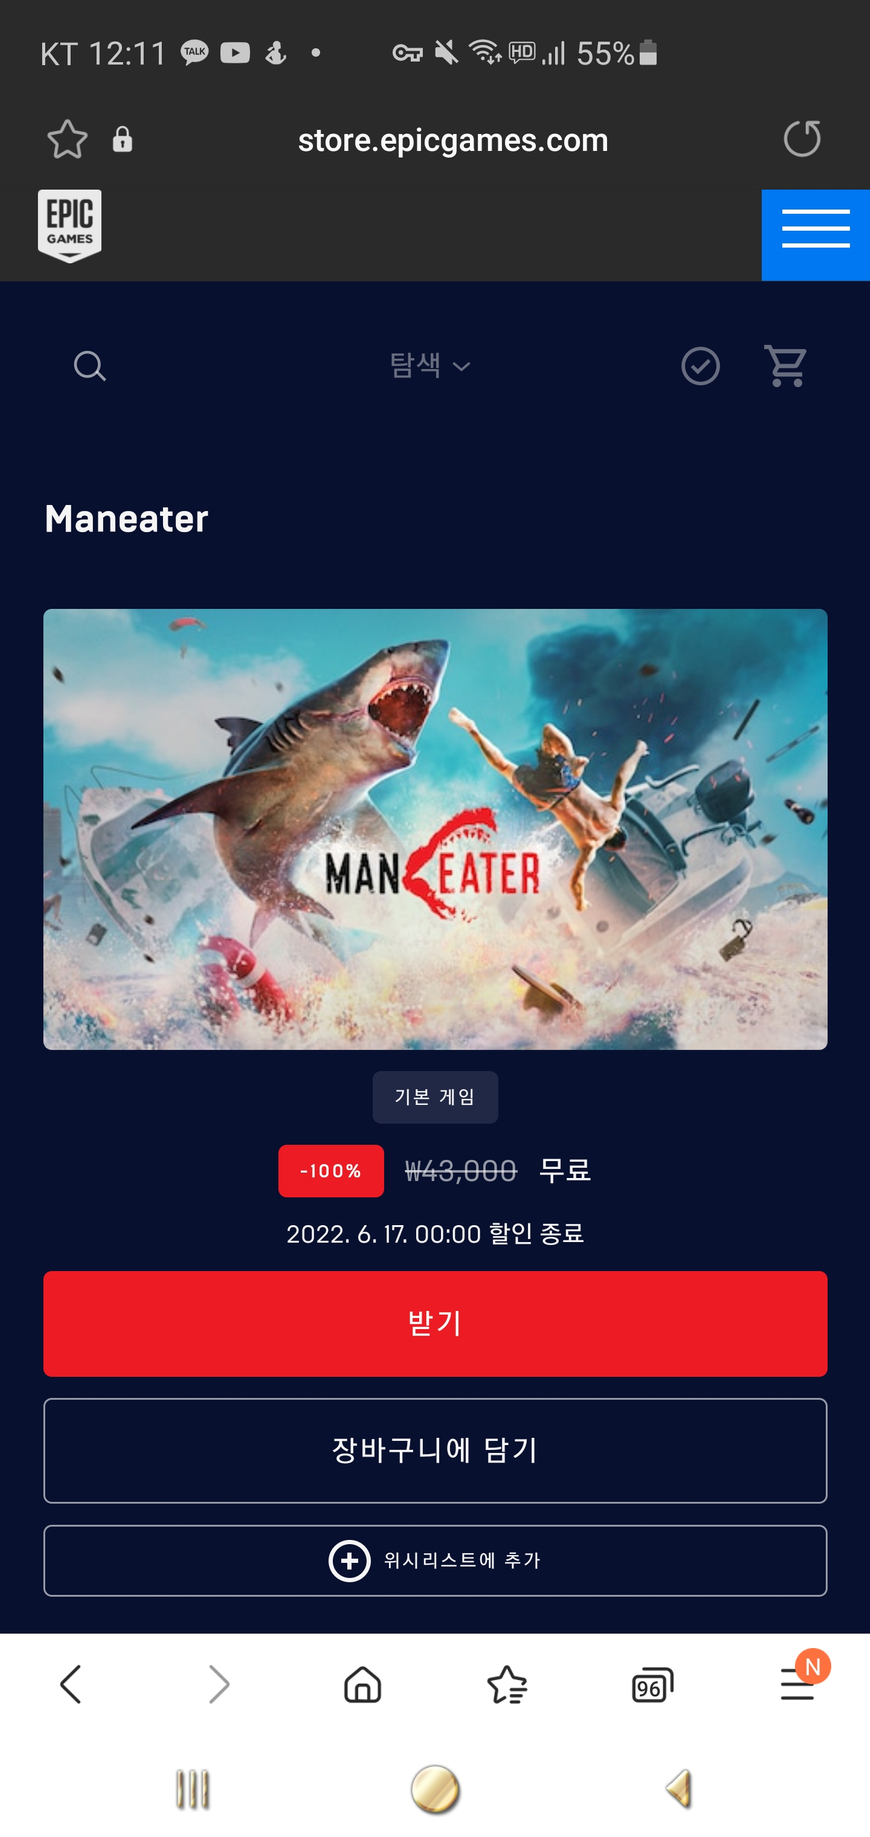 KT 12:11 TALK HD 55%
store.epicgames.com
EPIC
GAMES
탐색
Maneater
MANEATER
기본 게임
-100% ₩43,000 무료
2022. 6. 17. 00:00 할인 종료
받기
장바구니에 담기
위시리스트에 추가
96 N